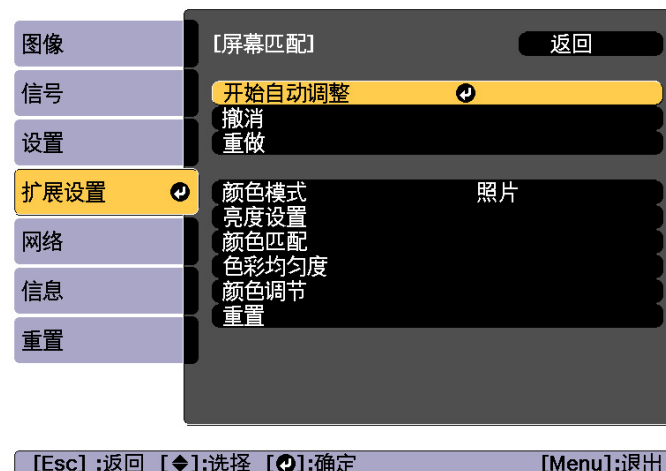 图像
信号
设置
扩展设置
网络
信息
重置
[屏幕匹配]
返回
开始自动调整
撤消
重做
颜色模式 照片
亮度设置
颜色匹配
色彩均匀度
颜色调节
重置
[Esc] :返回 [◆]:选择 [⏎]:确定 [Menu]:退出